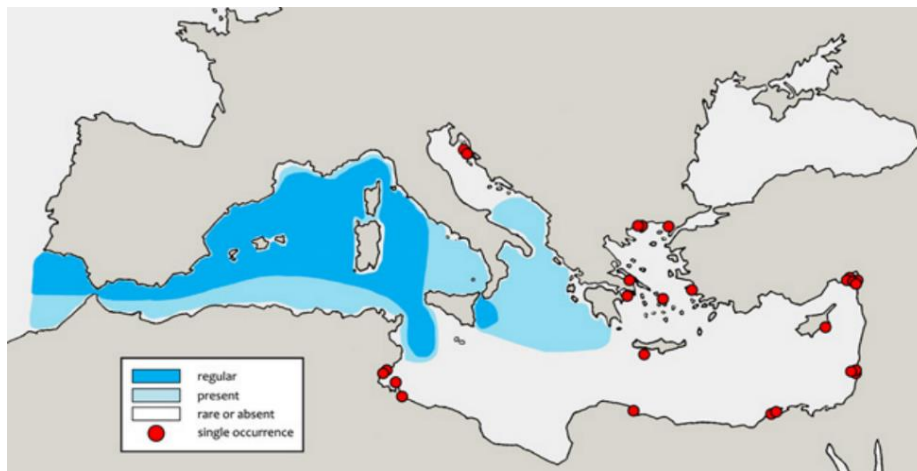 regular
present
rare or absent
single occurrence